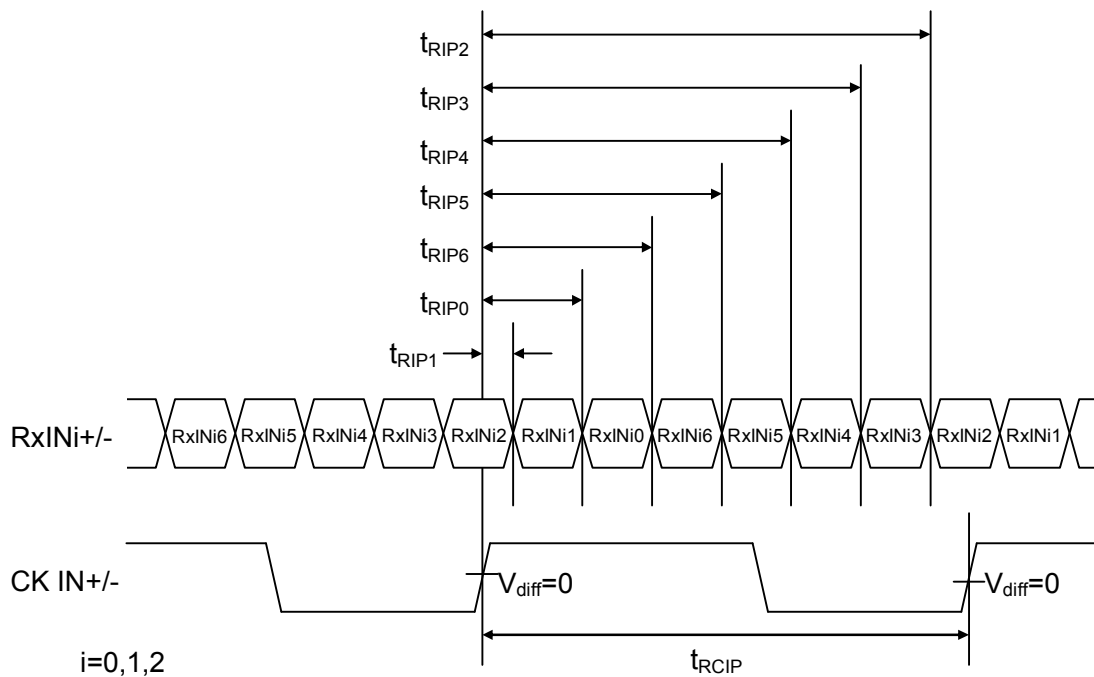 tRIP2
tRIP3
tRIP4
tRIP5
tRIP6
tRIP0
tRIP1
RxINi+/- RxINi6 RxINi5 RxINi4 RxINi3 RxINi2 RxINi1 RxINi0 RxINi6 RxINi5 RxINi4 RxINi3 RxINi2 RxINi1
CK IN+/- Vdiff=0 Vdiff=0
i=0,1,2 tRCIP